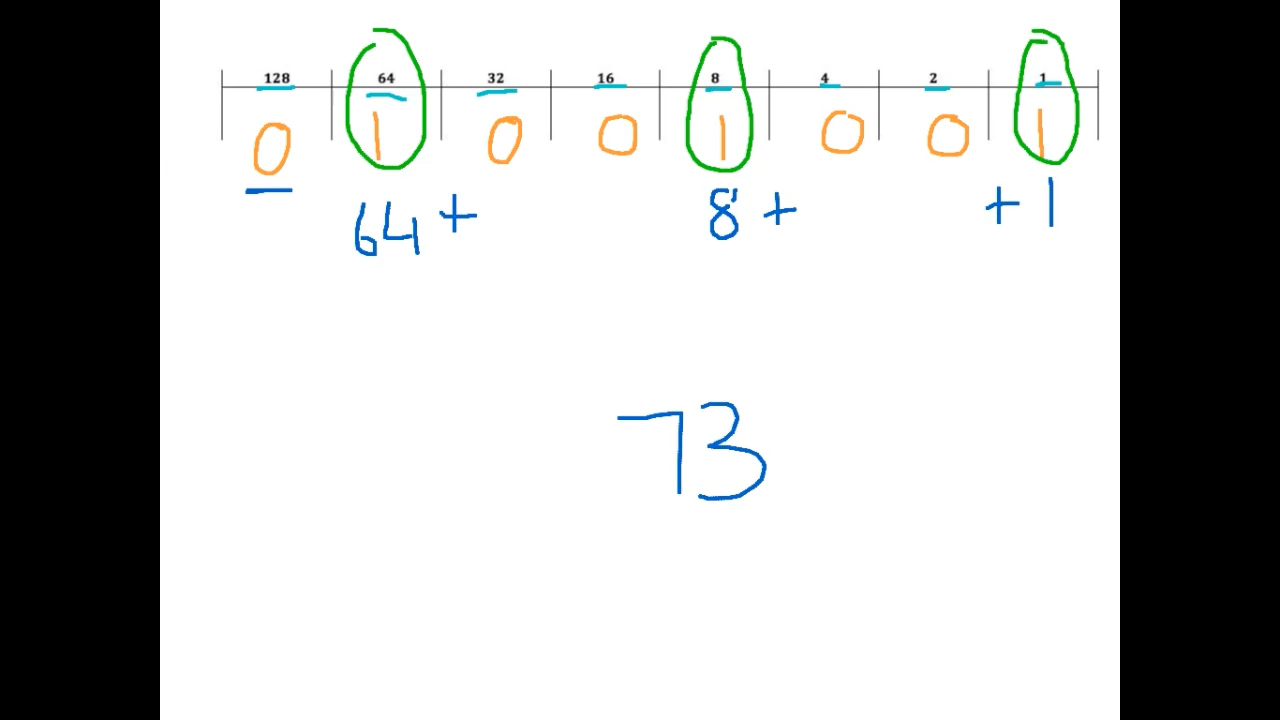 128 64 32 16 8 4 2 1
0 1 0 0 1 0 0 1
64 + 8 + + 1
73